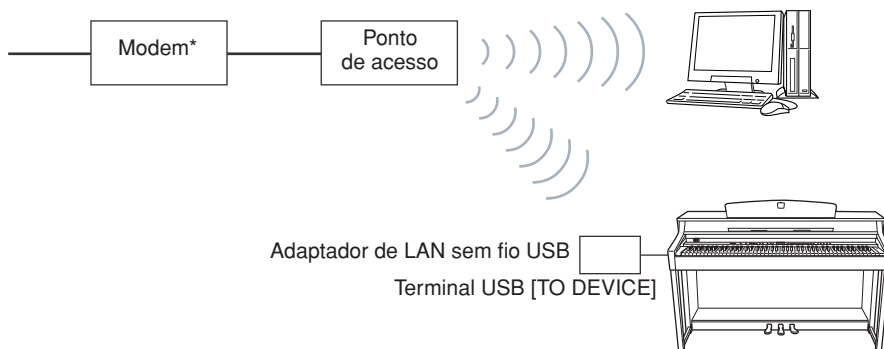 Modem*
Ponto
de acesso
Adaptador de LAN sem fio USB
Terminal USB [TO DEVICE]